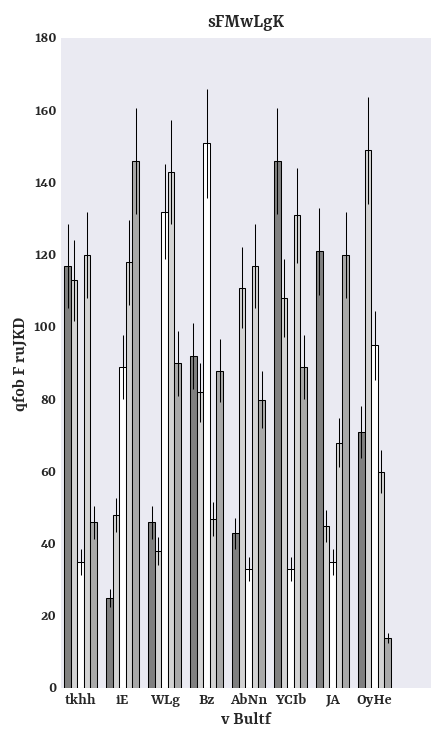 sFMwLgK
qfob F ruJKD
180
160
140
120
100
80
60
40
20
0
tkhh iE WLg Bz AbNn YCIb JA OyHe
v Bultf